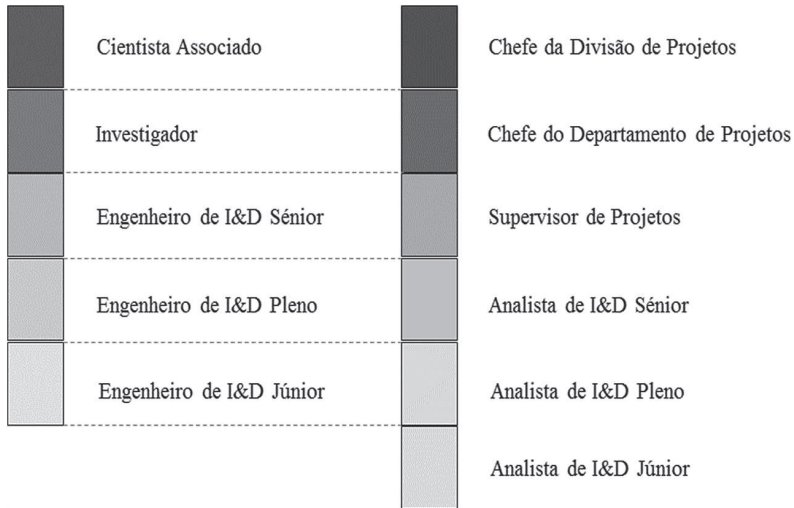 Cientista Associado
Chefe da Divisão de Projetos
Investigador
Chefe do Departamento de Projetos
Engenheiro de I&D Sénior
Supervisor de Projetos
Engenheiro de I&D Pleno
Analista de I&D Sénior
Engenheiro de I&D Júnior
Analista de I&D Pleno
Analista de I&D Júnior